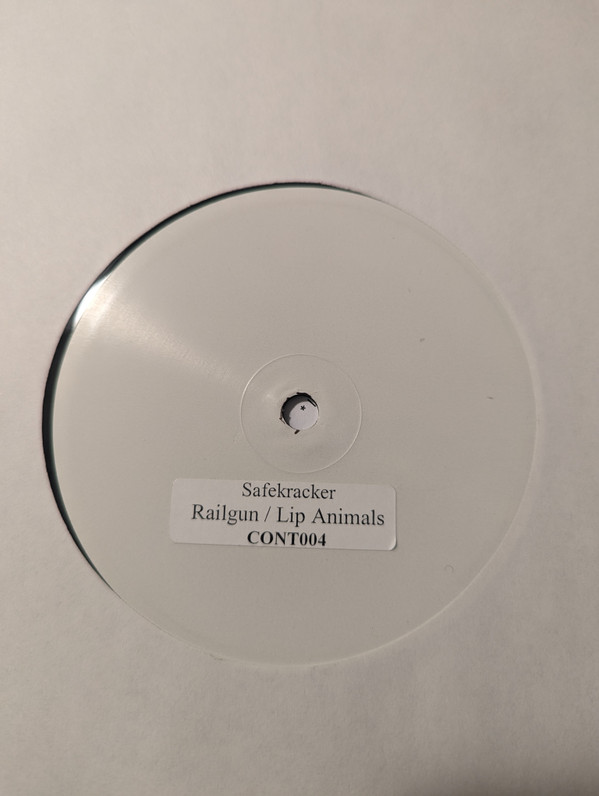 Safekracker
Railgun / Lip Animals
CONT004